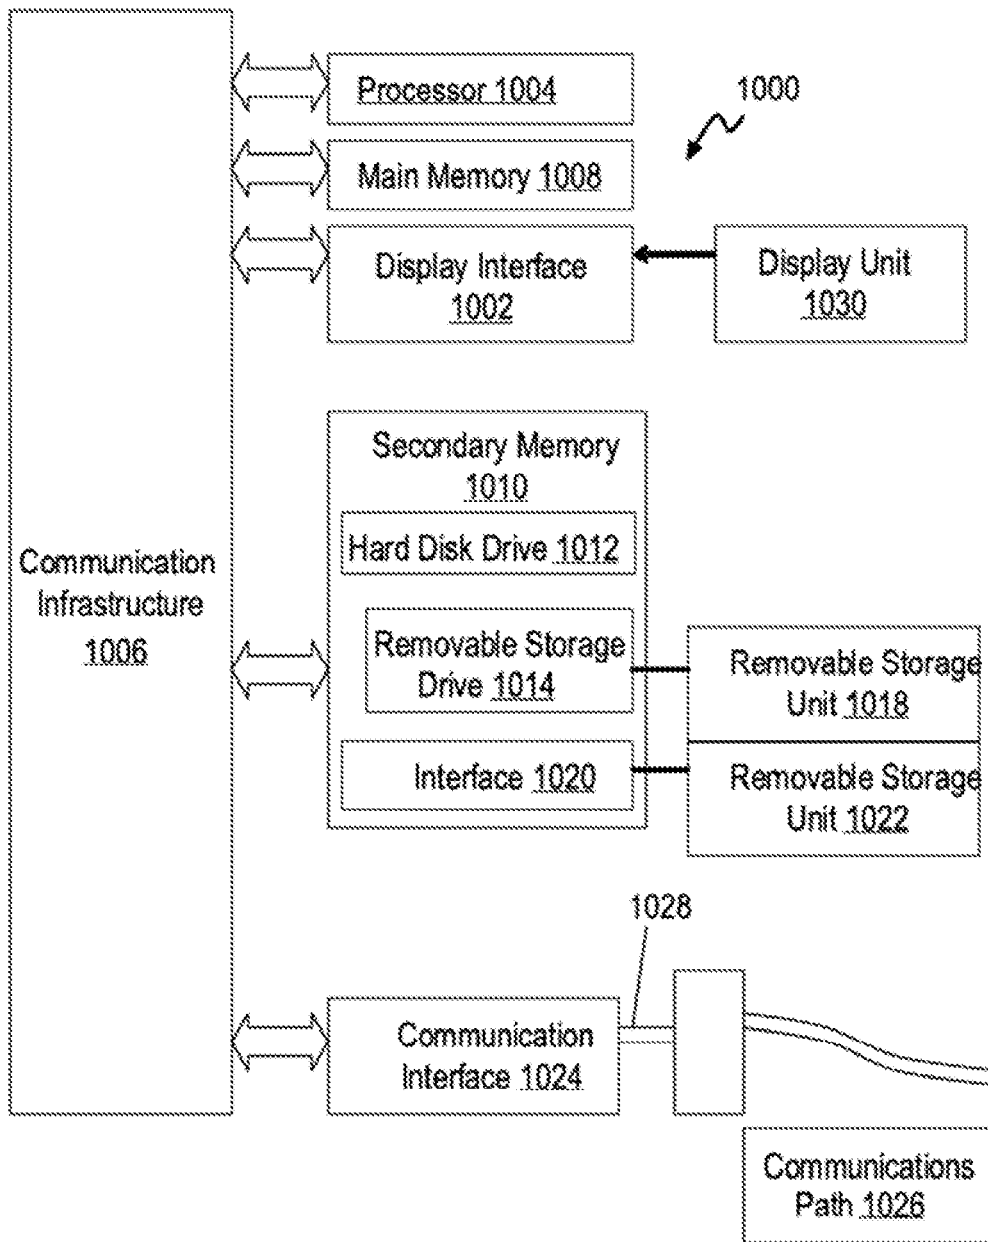 Processor 1004
1000
Main Memory 1008
Display Interface
1002
Display Unit
1030
Secondary Memory
1010
Hard Disk Drive 1012
Communication
Infrastructure
1006
Removable Storage
Drive 1014
Removable Storage
Unit 1018
Interface 1020
Removable Storage
Unit 1022
1028
Communication
Interface 1024
Communications
Path 1026